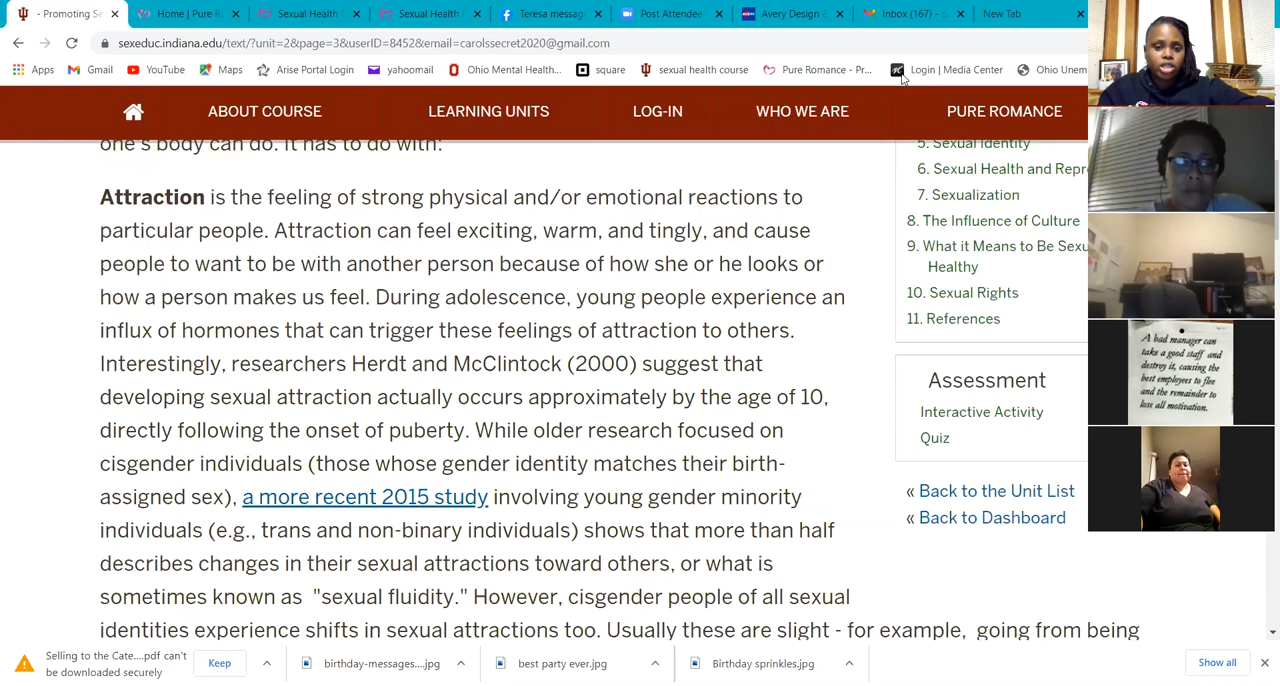 - Promoting Se
Home | Pure R
Sexual Health
Sexual Health
Teresa messag
Post Attendee
Avery Design &
Inbox (167) - c
New Tab
sexeduc.indiana.edu/text/?unit=2&page=3&userID=8452&email=carolssecret2020@gmail.com
Apps
Gmail
YouTube
Maps
Arise Portal Login
yahoomail
Ohio Mental Health...
square
sexual health course
Pure Romance - Pr...
Login | Media Center
Ohio Unem
ABOUT COURSE
LEARNING UNITS
LOG-IN
WHO WE ARE
PURE ROMANCE
one's body can do. It has to do with:
Attraction is the feeling of strong physical and/or emotional reactions to
particular people. Attraction can feel exciting, warm, and tingly, and cause
people to want to be with another person because of how she or he looks or
how a person makes us feel. During adolescence, young people experience an
influx of hormones that can trigger these feelings of attraction to others.
Interestingly, researchers Herdt and McClintock (2000) suggest that
developing sexual attraction actually occurs approximately by the age of 10,
directly following the onset of puberty. While older research focused on
cisgender individuals (those whose gender identity matches their birth-
assigned sex), a more recent 2015 study involving young gender minority
individuals (e.g., trans and non-binary individuals) shows that more than half
describes changes in their sexual attractions toward others, or what is
sometimes known as "sexual fluidity." However, cisgender people of all sexual
identities experience shifts in sexual attractions too. Usually these are slight - for example, going from being
5. Sexual Identity
6. Sexual Health and Repr
7. Sexualization
8. The Influence of Culture
9. What it Means to Be Sexu
Healthy
10. Sexual Rights
11. References
Assessment
Interactive Activity
Quiz
« Back to the Unit List
« Back to Dashboard
A bad manager can
take a good staff and
destroy it, causing the
best employees to flee
and the remainder to
lose all motivation.
Selling to the Cate....pdf can't
be downloaded securely
Keep
birthday-messages....jpg
best party ever.jpg
Birthday sprinkles.jpg
Show all